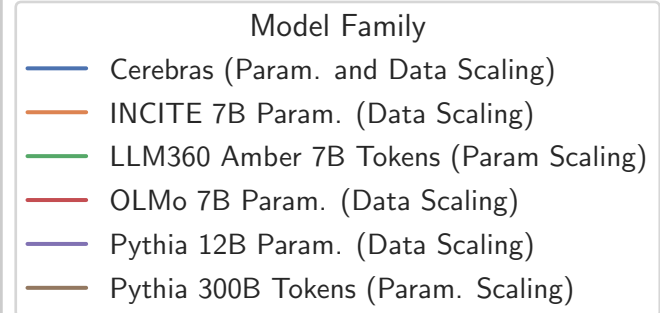 Model Family
Cerebras (Param. and Data Scaling)
INCITE 7B Param. (Data Scaling)
LLM360 Amber 7B Tokens (Param Scaling)
OLMo 7B Param. (Data Scaling)
Pythia 12B Param. (Data Scaling)
Pythia 300B Tokens (Param. Scaling)